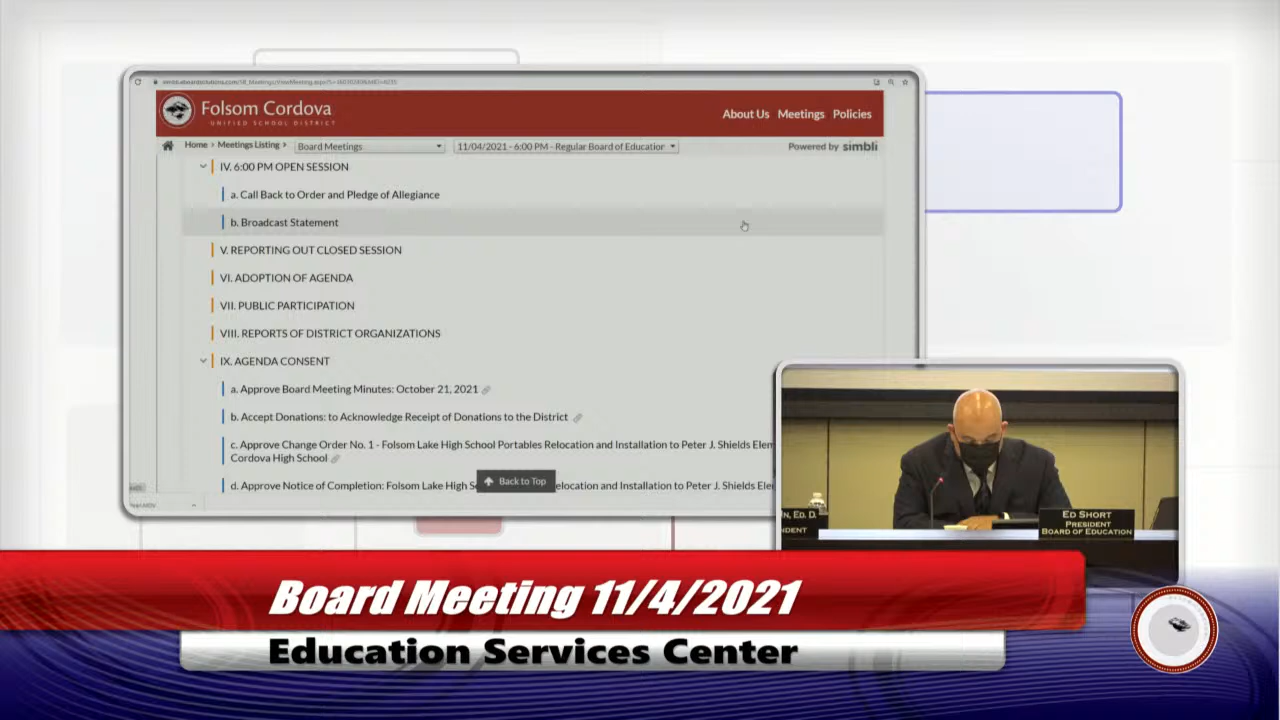 Folsom Cordova
UNIFIED SCHOOL DISTRICT
About Us Meetings Policies
Home > Meetings Listing > Board Meetings 11/04/2021 - 6:00 PM - Regular Board of Education Powered by simbli
IV. 6:00 PM OPEN SESSION
a. Call Back to Order and Pledge of Allegiance
b. Broadcast Statement
V. REPORTING OUT CLOSED SESSION
VI. ADOPTION OF AGENDA
VII. PUBLIC PARTICIPATION
VIII. REPORTS OF DISTRICT ORGANIZATIONS
IX. AGENDA CONSENT
a. Approve Board Meeting Minutes: October 21, 2021
b. Accept Donations: to Acknowledge Receipt of Donations to the District
c. Approve Change Order No. 1 - Folsom Lake High School Portables Relocation and Installation to Peter J. Shields Elem
Cordova High School
d. Approve Notice of Completion: Folsom Lake High S elocation and Installation to Peter J. Shields Ele
Back to Top
N, ED. D.
DENT
ED SHORT
PRESIDENT
BOARD OF EDUCATION
Board Meeting 11/4/2021
Education Services Center